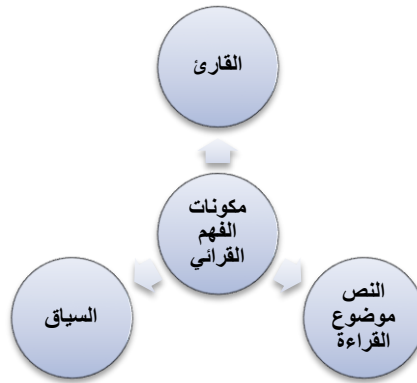 القارئ
مكونات
الفهم
القرائي
النص
موضوع
القراءة
السياق